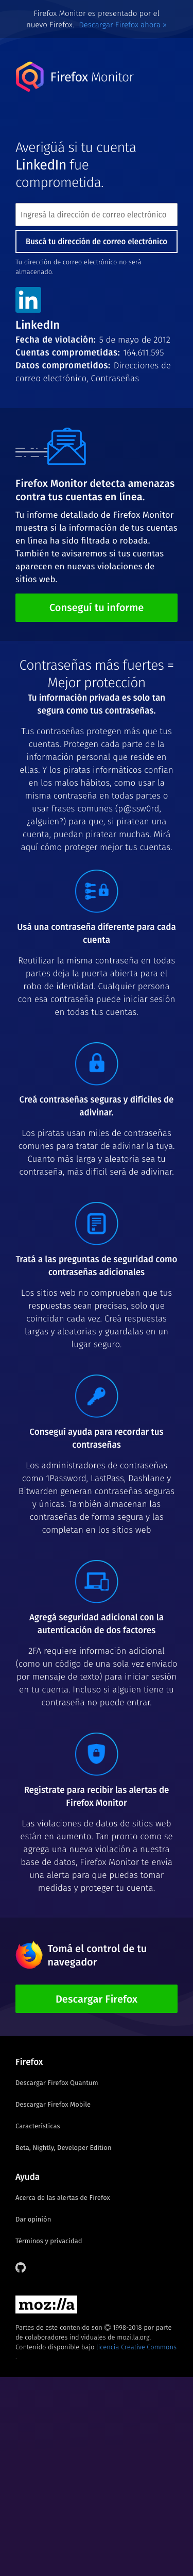 Firefox Monitor es presentado por el
nuevo Firefox. Descargar Firefox ahora »
Firefox Monitor
Averigüá si tu cuenta
LinkedIn fue
comprometida.
Ingresá la dirección de correo electrónico
Buscá tu dirección de correo electrónico
Tu dirección de correo electrónico no será
almacenado.
in
LinkedIn
Fecha de violación: 5 de mayo de 2012
Cuentas comprometidas: 164.611.595
Datos comprometidos: Direcciones de
correo electrónico, Contraseñas
Firefox Monitor detecta amenazas
contra tus cuentas en línea.
Tu informe detallado de Firefox Monitor
muestra si la información de tus cuentas
en línea ha sido filtrada o robada.
También te avisaremos si tus cuentas
aparecen en nuevas violaciones de
sitios web.
Conseguí tu informe
Contraseñas más fuertes =
Mejor protección
Tu información privada es solo tan
segura como tus contraseñas.
Tus contraseñas protegen más que tus
cuentas. Protegen cada parte de la
información personal que reside en
ellas. Y los piratas informáticos confían
en los malos hábitos, como usar la
misma contraseña en todas partes o
usar frases comunes (p@ssw0rd,
¿alguien?) para que, si piratean una
cuenta, puedan piratear muchas. Mirá
aquí cómo proteger mejor tus cuentas.
Usá una contraseña diferente para cada
cuenta
Reutilizar la misma contraseña en todas
partes deja la puerta abierta para el
robo de identidad. Cualquier persona
con esa contraseña puede iniciar sesión
en todas tus cuentas.
Creá contraseñas seguras y difíciles de
adivinar.
Los piratas usan miles de contraseñas
comunes para tratar de adivinar la tuya.
Cuanto más larga y aleatoria sea tu
contraseña, más difícil será de adivinar.
Tratá a las preguntas de seguridad como
contraseñas adicionales
Los sitios web no comprueban que tus
respuestas sean precisas, solo que
coincidan cada vez. Creá respuestas
largas y aleatorias y guardalas en un
lugar seguro.
Conseguí ayuda para recordar tus
contraseñas
Los administradores de contraseñas
como 1Password, LastPass, Dashlane y
Bitwarden generan contraseñas seguras
y únicas. También almacenan las
contraseñas de forma segura y las
completan en los sitios web
Agregá seguridad adicional con la
autenticación de dos factores
2FA requiere información adicional
(como un código de una sola vez enviado
por mensaje de texto) para iniciar sesión
en tu cuenta. Incluso si alguien tiene tu
contraseña no puede entrar.
Registrate para recibir las alertas de
Firefox Monitor
Las violaciones de datos de sitios web
están en aumento. Tan pronto como se
agrega una nueva violación a nuestra
base de datos, Firefox Monitor te envía
una alerta para que puedas tomar
medidas y proteger tu cuenta.
Tomá el control de tu
navegador
Descargar Firefox
Firefox
Descargar Firefox Quantum
Descargar Firefox Mobile
Características
Beta, Nightly, Developer Edition
Ayuda
Acerca de las alertas de Firefox
Dar opinión
Términos y privacidad
moz://a
Partes de este contenido son © 1998-2018 por parte
de colaboradores individuales de mozilla.org.
Contenido disponible bajo licencia Creative Commons
.